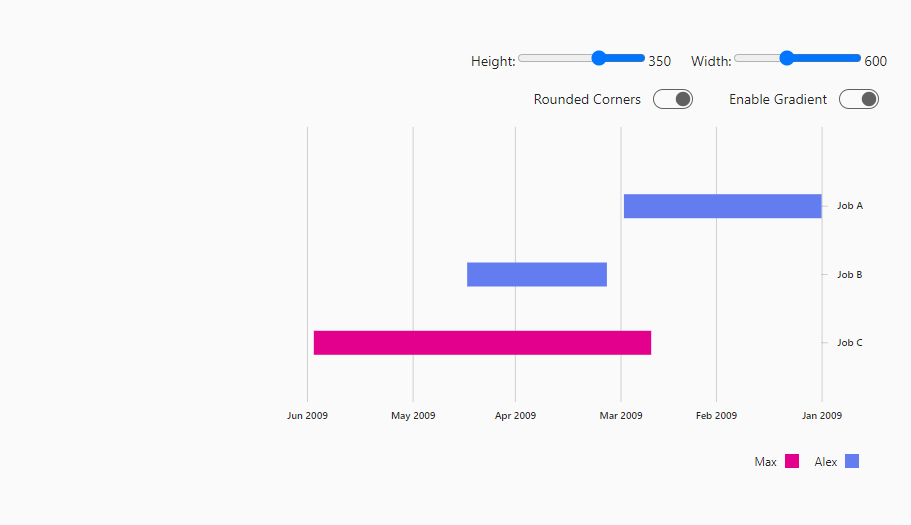 Height: 350 Width: 600
Rounded Corners Enable Gradient
Job A
Job B
Job C
Jun 2009 May 2009 Apr 2009 Mar 2009 Feb 2009 Jan 2009
Max Alex